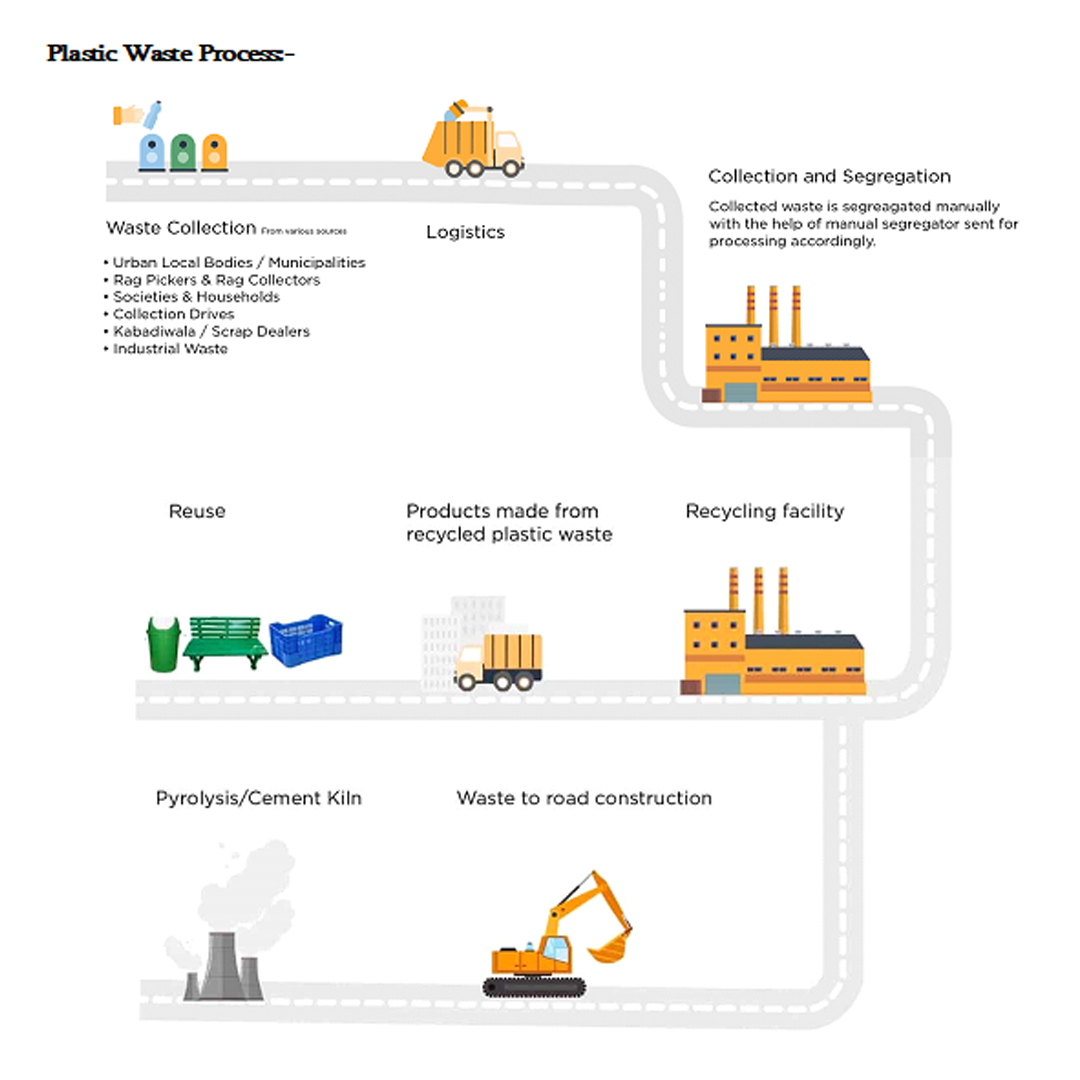 Plastic Waste Process:-
Waste Collection From various sources
• Urban Local Bodies / Municipalities
• Rag Pickers & Rag Collectors
• Societies & Households
• Collection Drives
• Kabadiwala / Scrap Dealers
• Industrial Waste
Logistics
Collection and Segregation
Collected waste is segreagated manually
with the help of manual segregator sent for
processing accordingly.
Reuse
Products made from
recycled plastic waste
Recycling facility
Pyrolysis/Cement Kiln
Waste to road construction